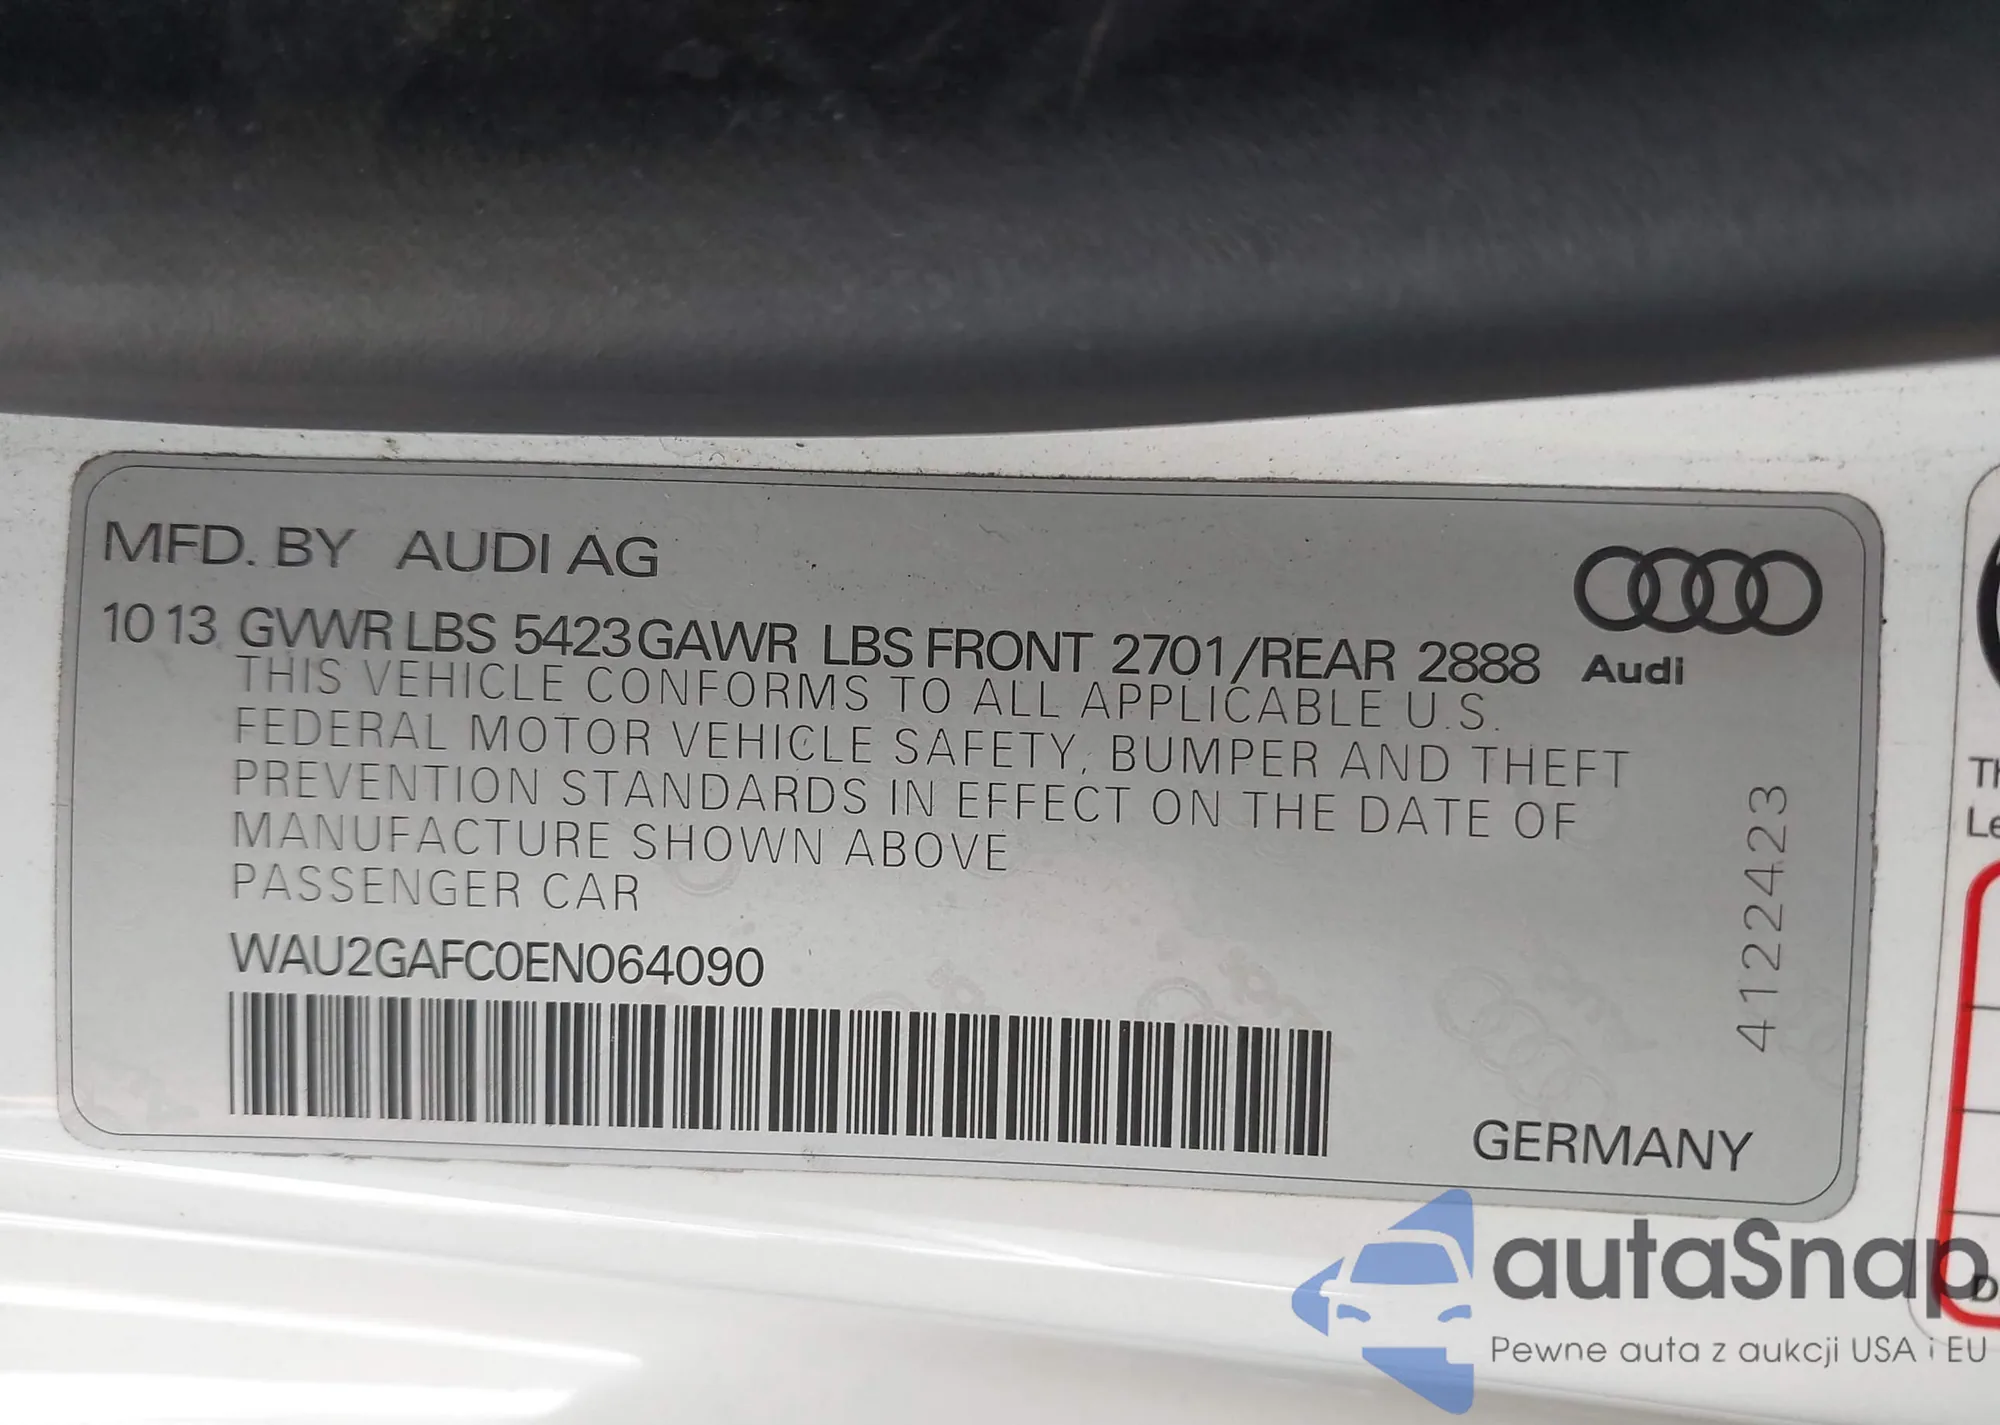 MFD. BY AUDI AG
10 13 GVWR LBS 5423 GAWR LBS FRONT 2701/REAR 2888
Audi
THIS VEHICLE CONFORMS TO ALL APPLICABLE U.S.
FEDERAL MOTOR VEHICLE SAFETY, BUMPER AND THEFT
PREVENTION STANDARDS IN EFFECT ON THE DATE OF
MANUFACTURE SHOWN ABOVE
PASSENGER CAR
WAU2GAFC0EN064090
41224423
GERMANY
autaSnap
Pewne auta z aukcji USA i EU